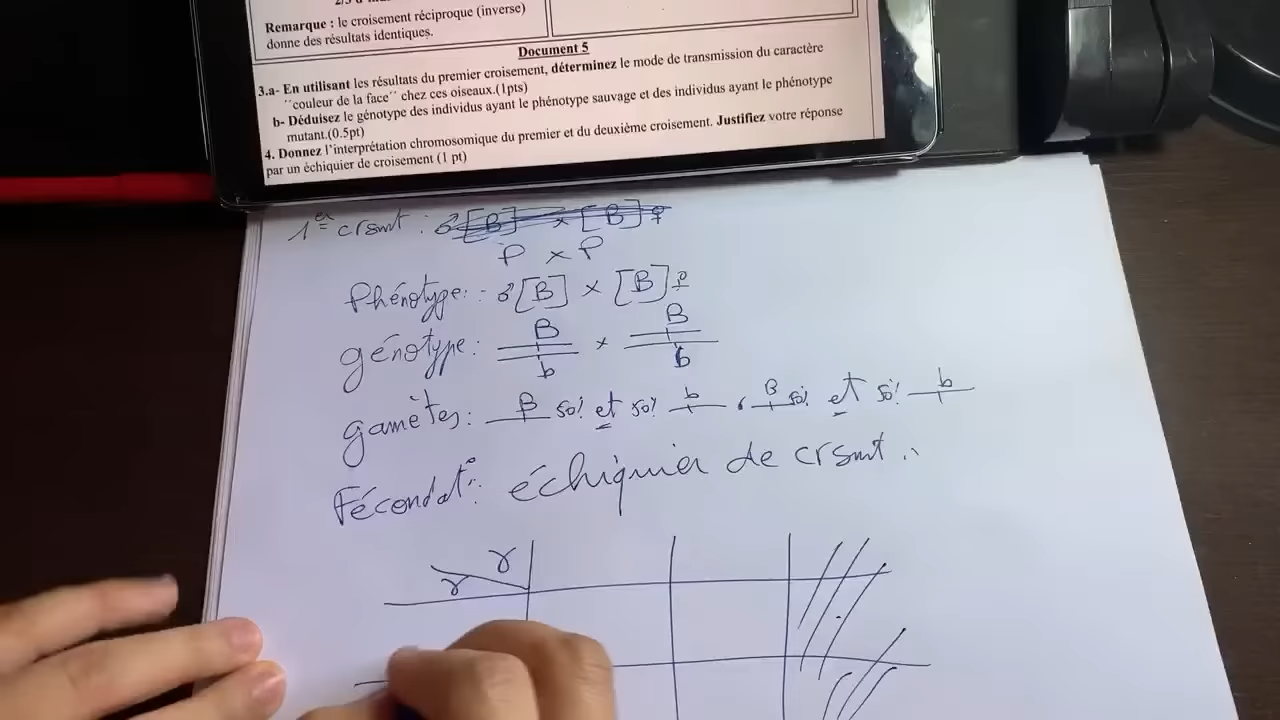 Remarque : le croisement réciproque (inverse)
donne des résultats identiques.
Document 5
3.a- En utilisant les résultats du premier croisement, déterminez le mode de transmission du caractère
´´couleur de la face´´ chez ces oiseaux.(1pts)
b- Déduisez le génotype des individus ayant le phénotype sauvage et des individus ayant le phénotype
mutant.(0.5pt)
4. Donnez l'interprétation chromosomique du premier et du deuxième croisement. Justifiez votre réponse
par un échiquier de croisement (1 pt)
1er crsmt : ♂ [B] × [B] ♀
P × P
Phénotype : ♂ [B] × [B] ♀
génotype: B/b × B/b
gamètes: B 50% et 50% b , B 50% et 50% b
Fécondat°: échiquier de crsmt :
γ
γ